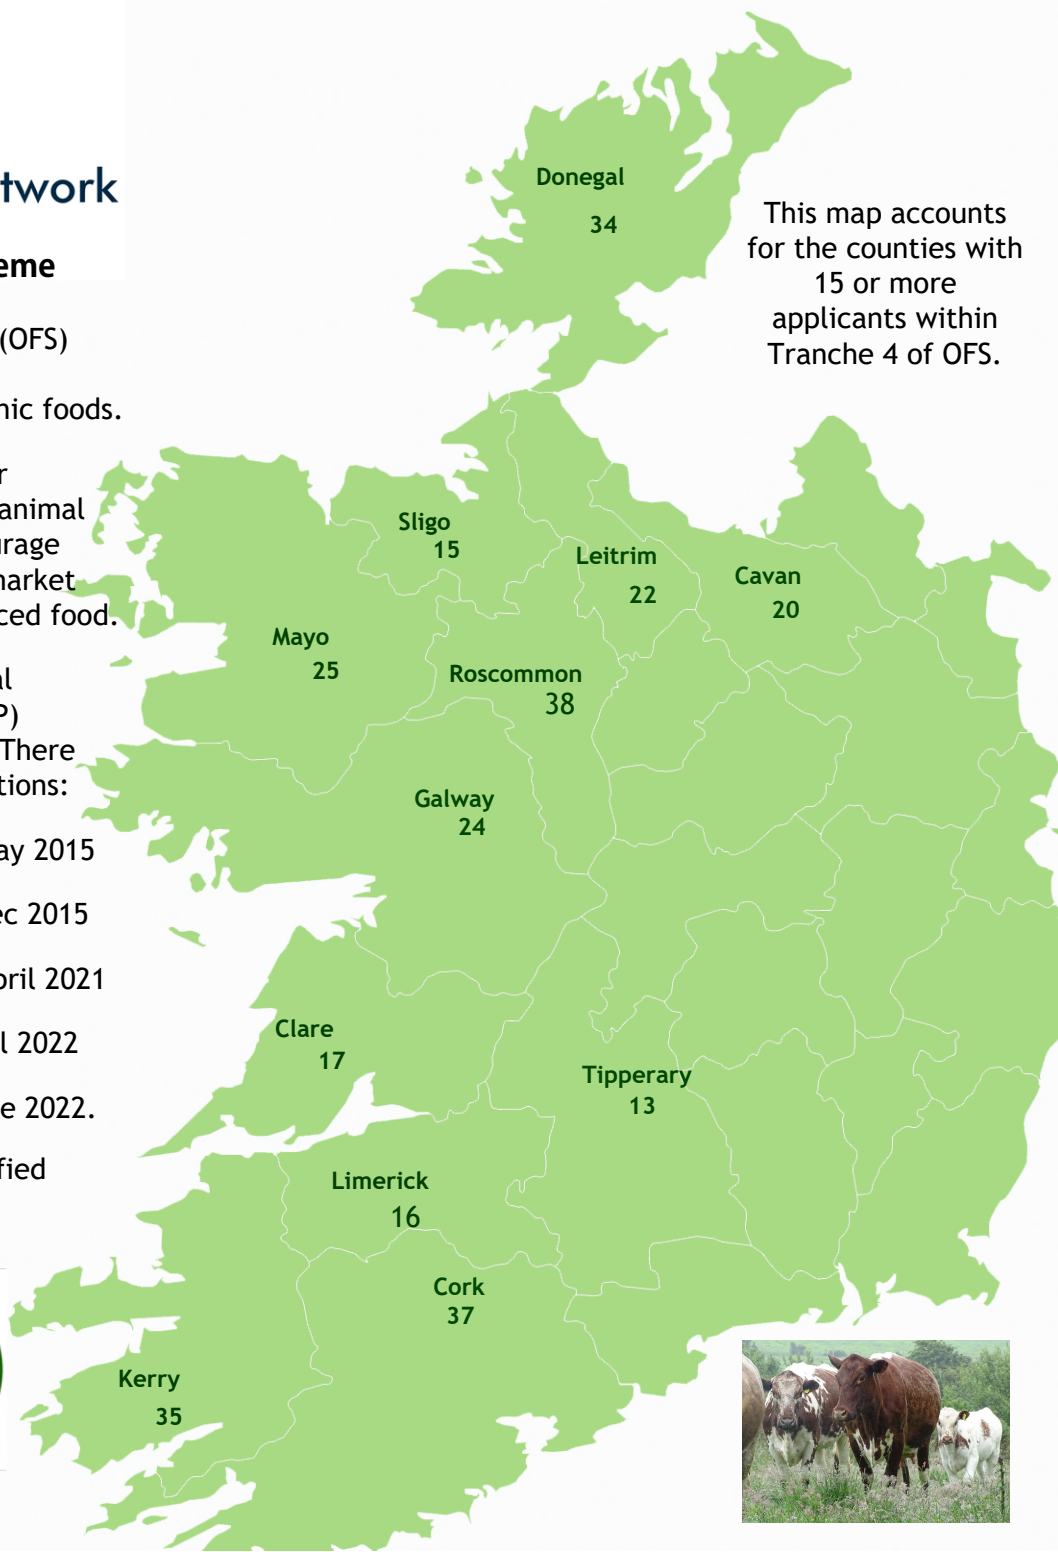 twork
eme
(OFS)
nic foods.
r
animal
urage
market
ced food.
al
P)
There
tions:
ay 2015
ec 2015
pril 2021
l 2022
e 2022.
fied
This map accounts
for the counties with
15 or more
applicants within
Tranche 4 of OFS.
Donegal
34
Sligo
15
Leitrim
22
Cavan
20
Mayo
25
Roscommon
38
Galway
24
Clare
17
Tipperary
13
Limerick
16
Cork
37
Kerry
35